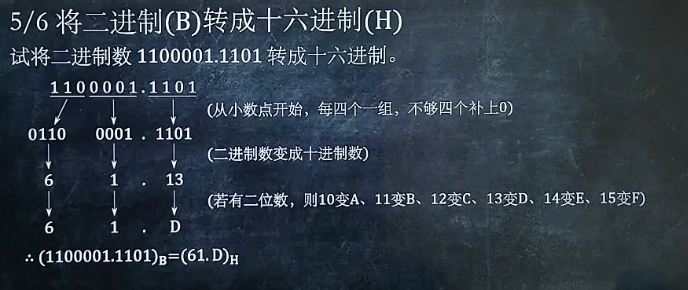 5/6 将二进制(B)转成十六进制(H)
试将二进制数 1100001.1101 转成十六进制。
1100001.1101
(从小数点开始，每四个一组，不够四个补上0)
0110 0001 . 1101
(二进制数变成十进制数)
6 1 . 13
(若有二位数，则10变A、11变B、12变C、13变D、14变E、15变F)
6 1 . D
∴ (1100001.1101)B=(61.D)H